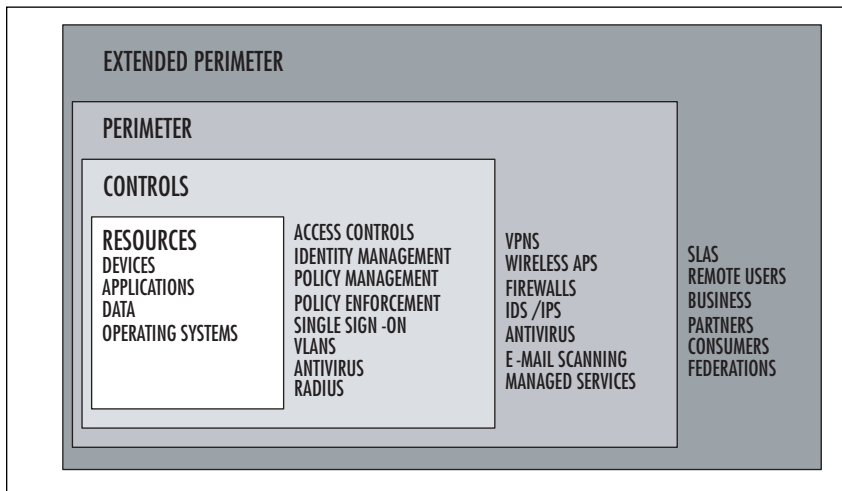 EXTENDED PERIMETER
PERIMETER
CONTROLS
RESOURCES
DEVICES
APPLICATIONS
DATA
OPERATING SYSTEMS
ACCESS CONTROLS
IDENTITY MANAGEMENT
POLICY MANAGEMENT
POLICY ENFORCEMENT
SINGLE SIGN -ON
VLANS
ANTIVIRUS
RADIUS
VPNS
WIRELESS APS
FIREWALLS
IDS /IPS
ANTIVIRUS
E -MAIL SCANNING
MANAGED SERVICES
SLAS
REMOTE USERS
BUSINESS
PARTNERS
CONSUMERS
FEDERATIONS